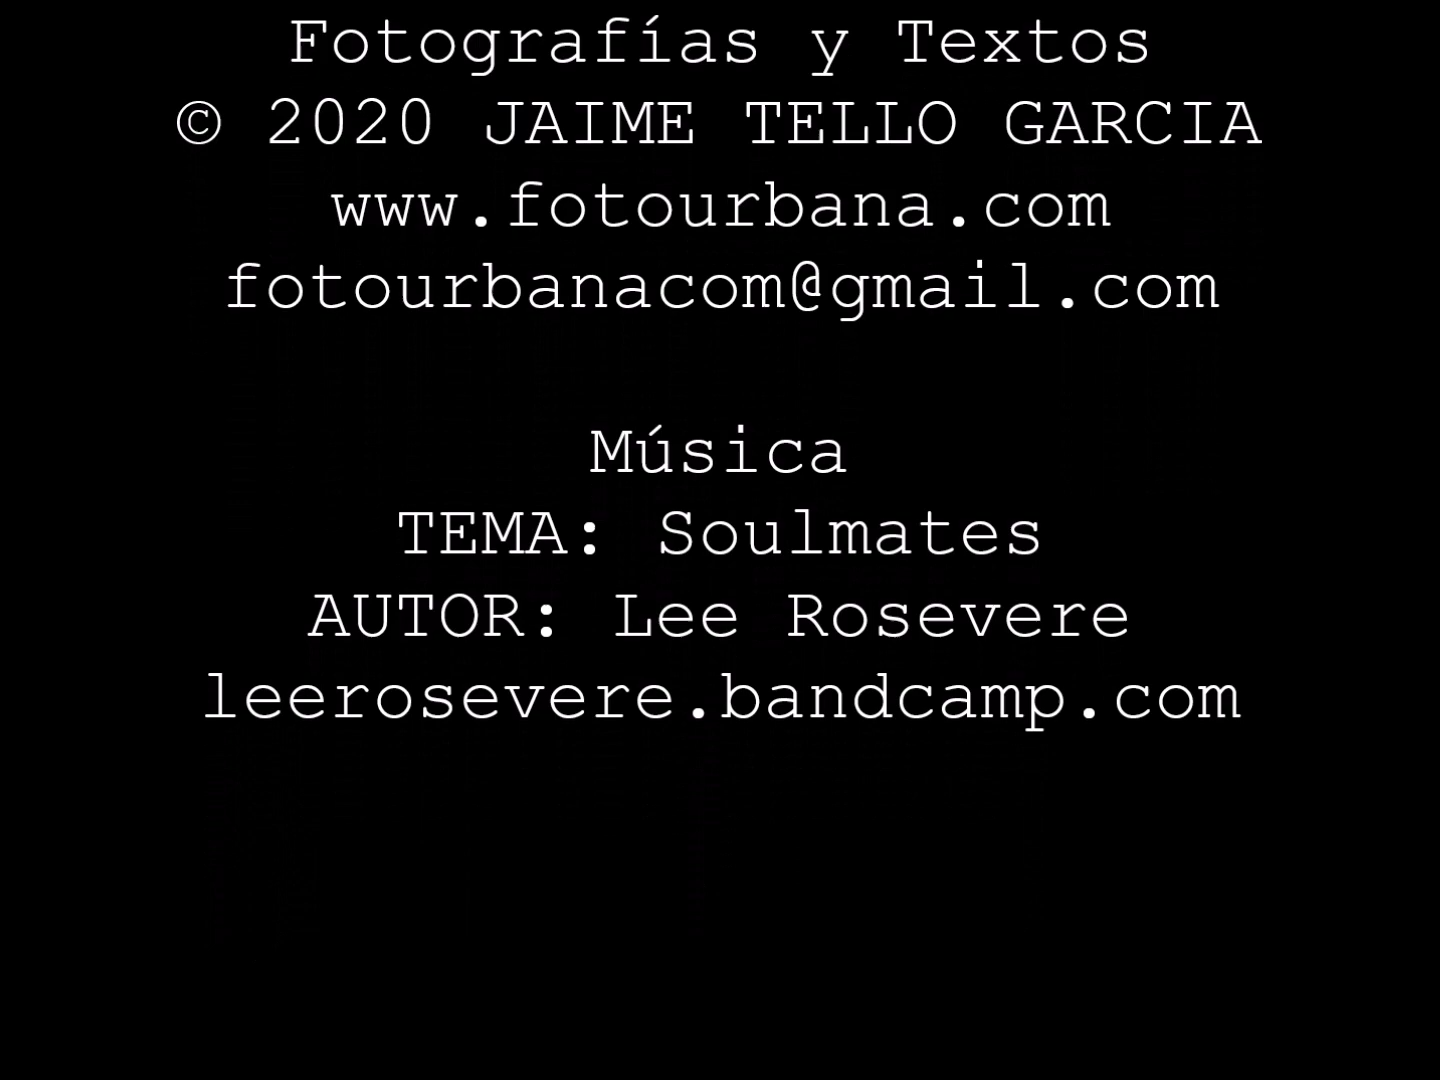 Fotografías y Textos
© 2020 JAIME TELLO GARCIA
www.fotourbana.com
fotourbanacom@gmail.com
Música
TEMA: Soulmates
AUTOR: Lee Rosevere
leerosevere.bandcamp.com